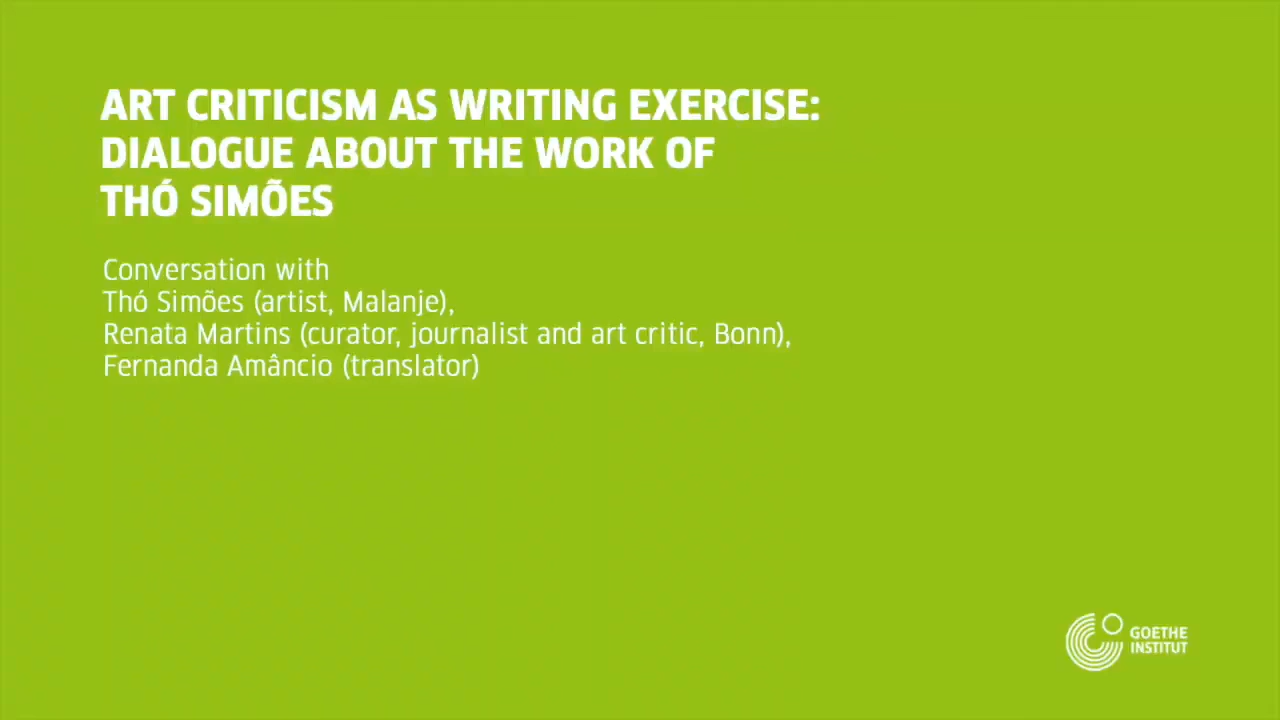 ART CRITICISM AS WRITING EXERCISE:
DIALOGUE ABOUT THE WORK OF
THÓ SIMÕES
Conversation with
Thó Simões (artist, Malanje),
Renata Martins (curator, journalist and art critic, Bonn),
Fernanda Amâncio (translator)
GOETHE
INSTITUT